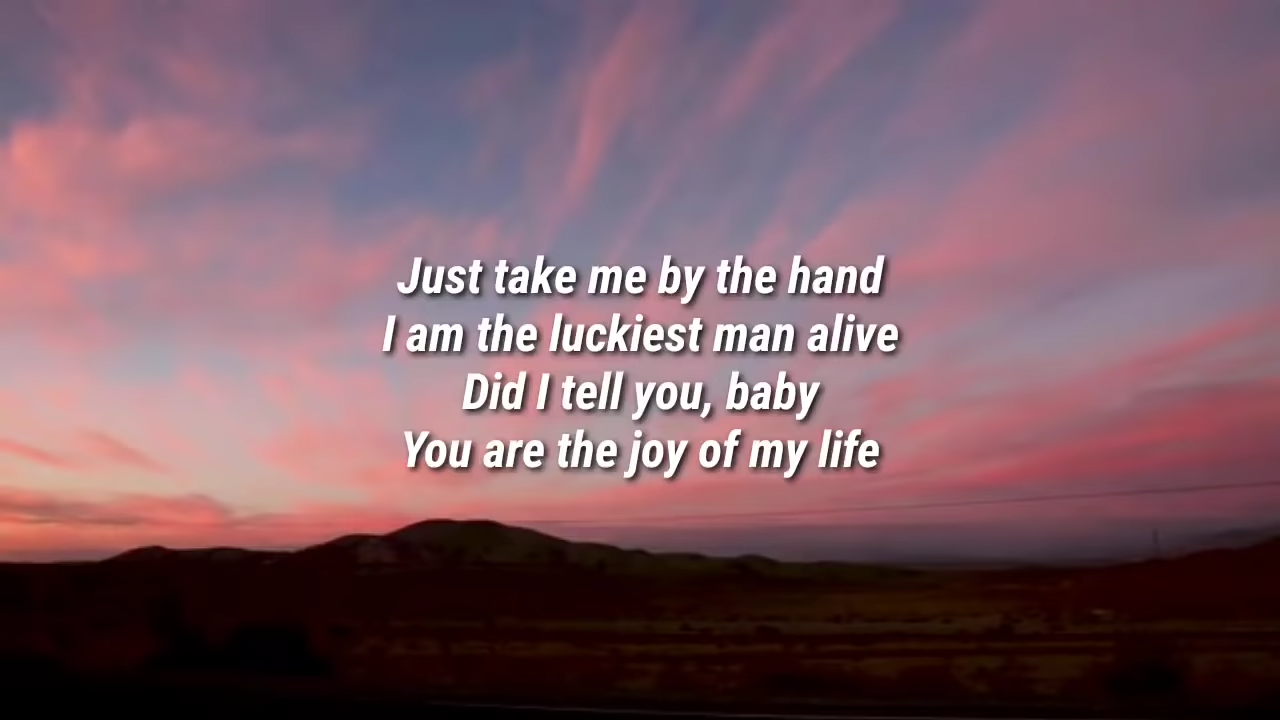 Just take me by the hand
I am the luckiest man alive
Did I tell you, baby
You are the joy of my life